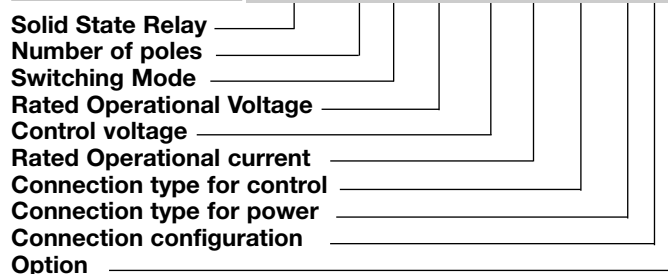 Solid State Relay
Number of poles
Switching Mode
Rated Operational Voltage
Control voltage
Rated Operational current
Connection type for control
Connection type for power
Connection configuration
Option